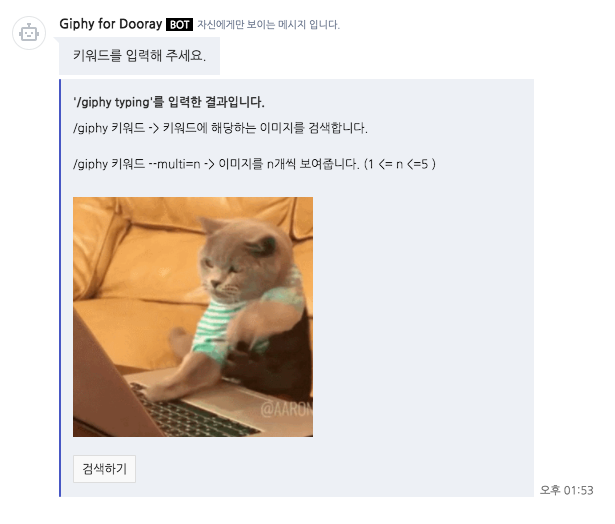 Giphy for Dooray BOT 자신에게만 보이는 메시지 입니다.
키워드를 입력해 주세요.
'/giphy typing'를 입력한 결과입니다.
/giphy 키워드 -> 키워드에 해당하는 이미지를 검색합니다.
/giphy 키워드 --multi=n -> 이미지를 n개씩 보여줍니다. (1 <= n <=5 )
@AARON
검색하기
오후 01:53